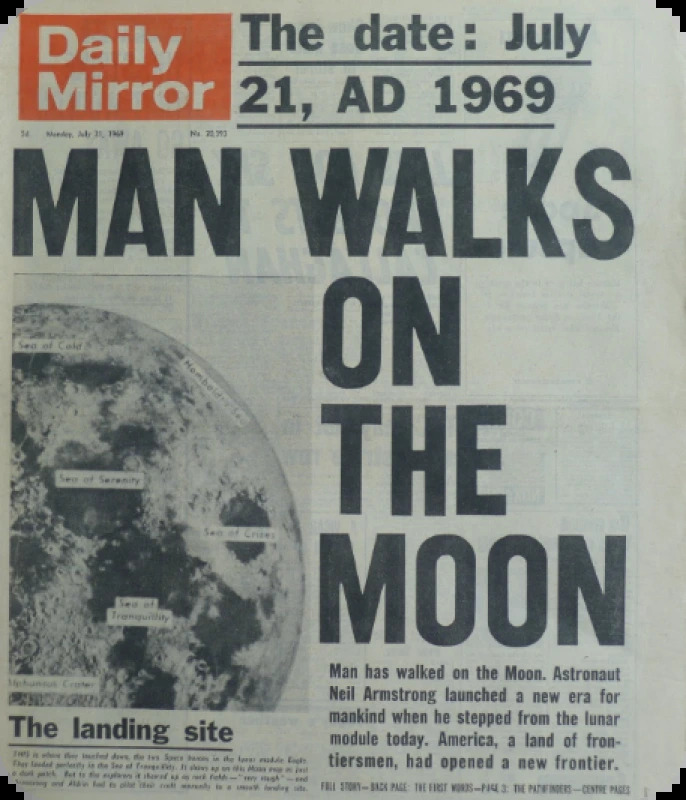 Daily
Mirror
The date: July
21, AD 1969
5d Monday, July 21, 1969 No. 20,392
MAN WALKS
ON
THE
MOON
Sea of Cold
Humboldt's Sea
Sea of Serenity
Sea of Crises
Sea of
Tranquillity
Alphonsus Crater
Man has walked on the Moon. Astronaut
Neil Armstrong launched a new era for
mankind when he stepped from the lunar
module today. America, a land of fron-
tiersmen, had opened a new frontier.
The landing site
THIS is where they touched down, the two Space heroes in the lunar module Eagle.
They landed perfectly in the Sea of Tranquillity. It shows up on this Moon map as just
a dark patch. But to the explorers it showed up as rock fields—"very rough"—and
Armstrong and Aldrin had to pilot their craft manually to a smooth landing site.
FULL STORY—BACK PAGE: THE FIRST WORDS—PAGE 3: THE PATHFINDERS—CENTRE PAGES